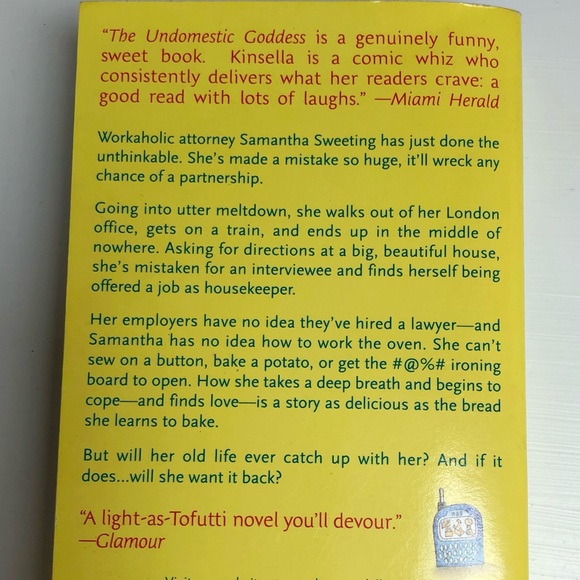 “The Undomestic Goddess is a genuinely funny,
sweet book. Kinsella is a comic whiz who
consistently delivers what her readers crave: a
good read with lots of laughs.” —Miami Herald
Workaholic attorney Samantha Sweeting has just done the
unthinkable. She’s made a mistake so huge, it’ll wreck any
chance of a partnership.
Going into utter meltdown, she walks out of her London
office, gets on a train, and ends up in the middle of
nowhere. Asking for directions at a big, beautiful house,
she’s mistaken for an interviewee and finds herself being
offered a job as housekeeper.
Her employers have no idea they’ve hired a lawyer—and
Samantha has no idea how to work the oven. She can’t
sew on a button, bake a potato, or get the #@%# ironing
board to open. How she takes a deep breath and begins to
cope—and finds love—is a story as delicious as the bread
she learns to bake.
But will her old life ever catch up with her? And if it
does...will she want it back?
“A light-as-Tofutti novel you’ll devour.”
—Glamour